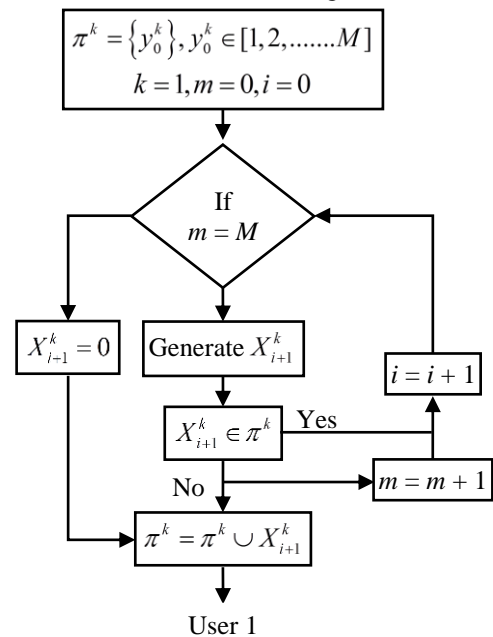 π^k = {y_0^k}, y_0^k ∈ [1, 2, .......M]
k = 1, m = 0, i = 0
If
m = M
X_{i+1}^k = 0
Generate X_{i+1}^k
i = i + 1
X_{i+1}^k ∈ π^k
Yes
No
m = m + 1
π^k = π^k ∪ X_{i+1}^k
User 1